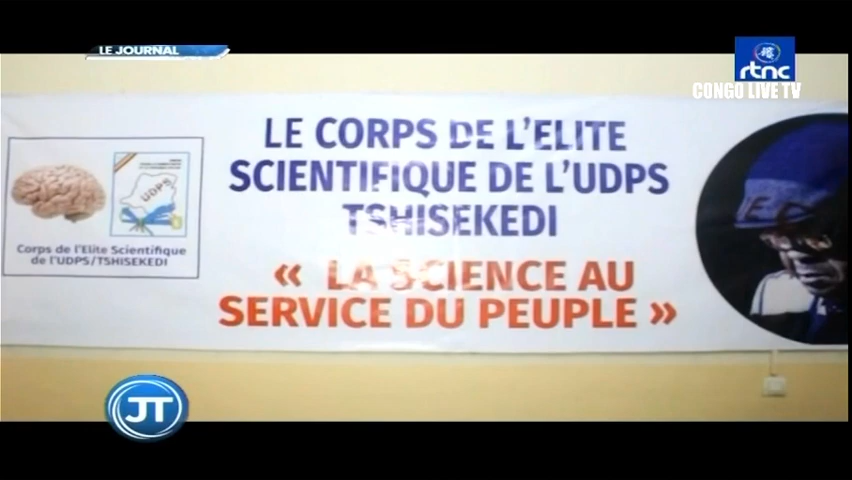 LE JOURNAL
rtnc
CONGO LIVE TV
LE CORPS DE L'ELITE
SCIENTIFIQUE DE L'UDPS
TSHISEKEDI
« LA SCIENCE AU
SERVICE DU PEUPLE »
UDPS
Corps de l'Elite Scientifique
de l'UDPS/TSHISEKEDI
JT